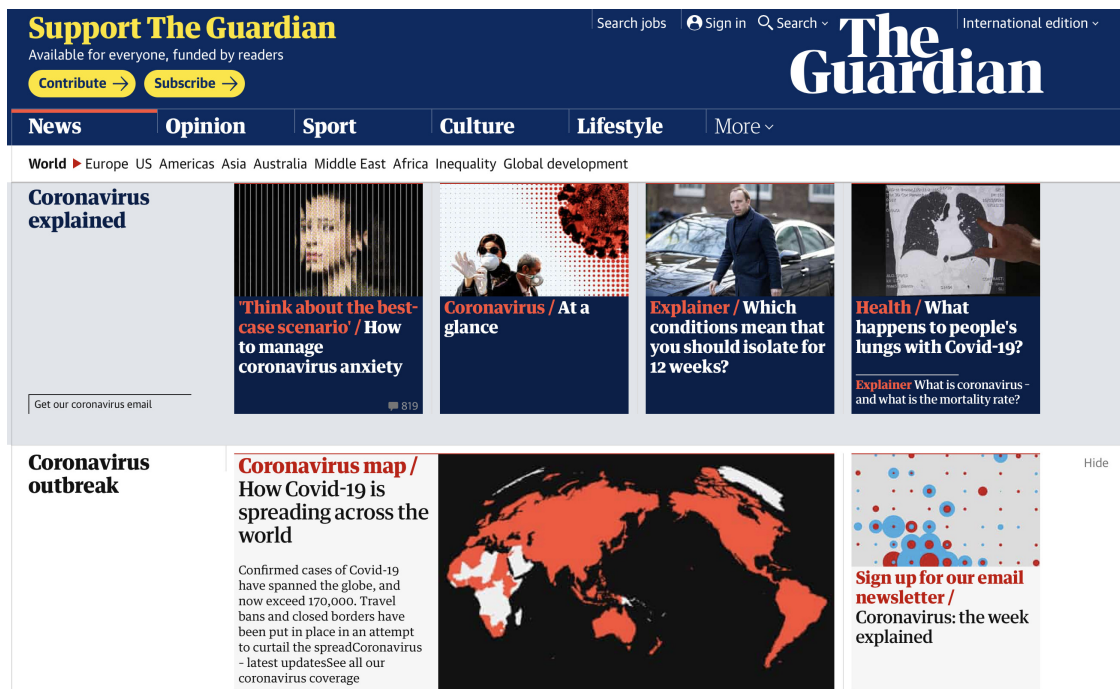 Support The Guardian
Available for everyone, funded by readers
Contribute
Subscribe
Search jobs
Sign in
Search
International edition
The
Guardian
News
Opinion
Sport
Culture
Lifestyle
More
World Europe US Americas Asia Australia Middle East Africa Inequality Global development
Coronavirus
explained
Get our coronavirus email
'Think about the best-
case scenario' / How
to manage
coronavirus anxiety
819
Coronavirus / At a
glance
Explainer / Which
conditions mean that
you should isolate for
12 weeks?
Health / What
happens to people's
lungs with Covid-19?
Explainer What is coronavirus –
and what is the mortality rate?
Coronavirus
outbreak
Coronavirus map /
How Covid-19 is
spreading across the
world
Confirmed cases of Covid-19
have spanned the globe, and
now exceed 170,000. Travel
bans and closed borders have
been put in place in an attempt
to curtail the spreadCoronavirus
– latest updatesSee all our
coronavirus coverage
Hide
Sign up for our email
newsletter /
Coronavirus: the week
explained